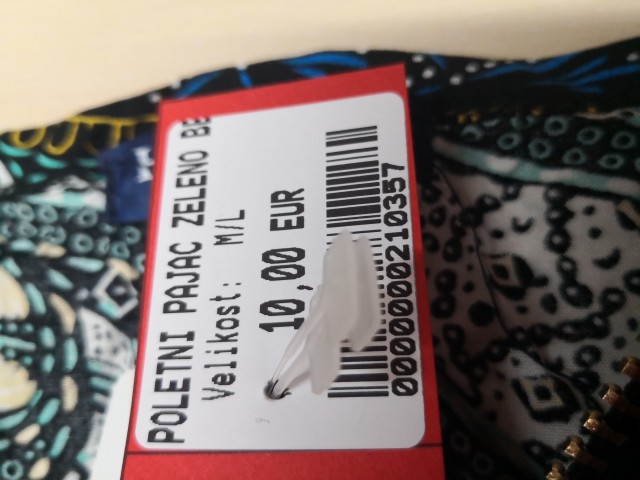 POLETNI PAJAC ZELENO BE
Velikost: M/L
10,00 EUR
0000000210357